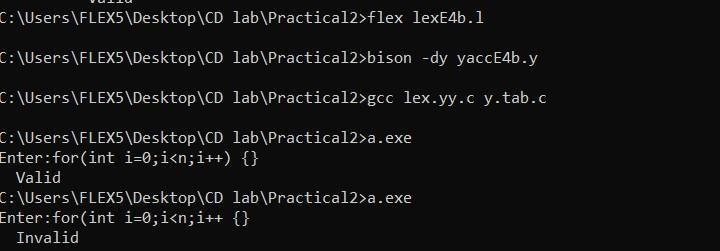 Valid
C:\Users\FLEX5\Desktop\CD lab\Practical2>flex lexE4b.l
C:\Users\FLEX5\Desktop\CD lab\Practical2>bison -dy yaccE4b.y
C:\Users\FLEX5\Desktop\CD lab\Practical2>gcc lex.yy.c y.tab.c
C:\Users\FLEX5\Desktop\CD lab\Practical2>a.exe
Enter:for(int i=0;i<n;i++) {}
Valid
C:\Users\FLEX5\Desktop\CD lab\Practical2>a.exe
Enter:for(int i=0;i<n;i++ {}
Invalid